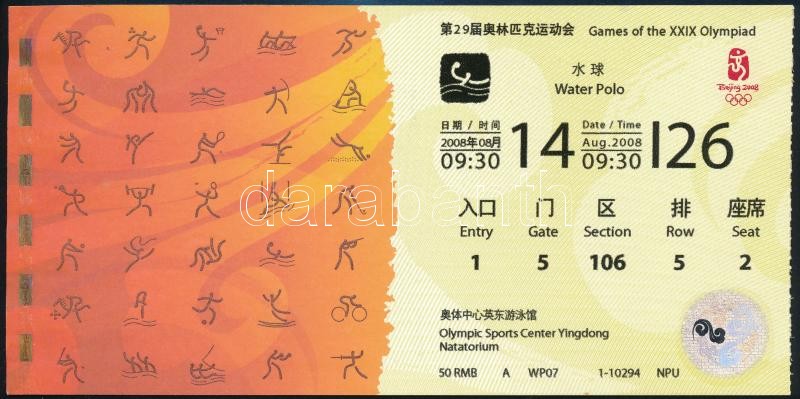 第29届奥林匹克运动会 Games of the XXIX Olympiad
水球
Water Polo
Beijing 2008
日期 / 时间 Date / Time
2008年08月 14 Aug.2008 I26
09:30 09:30
入口 门 区 排 座席
Entry Gate Section Row Seat
1 5 106 5 2
奥体中心英东游泳馆
Olympic Sports Center Yingdong
Natatorium
50 RMB A WP07 1-10294 NPU
darabanth